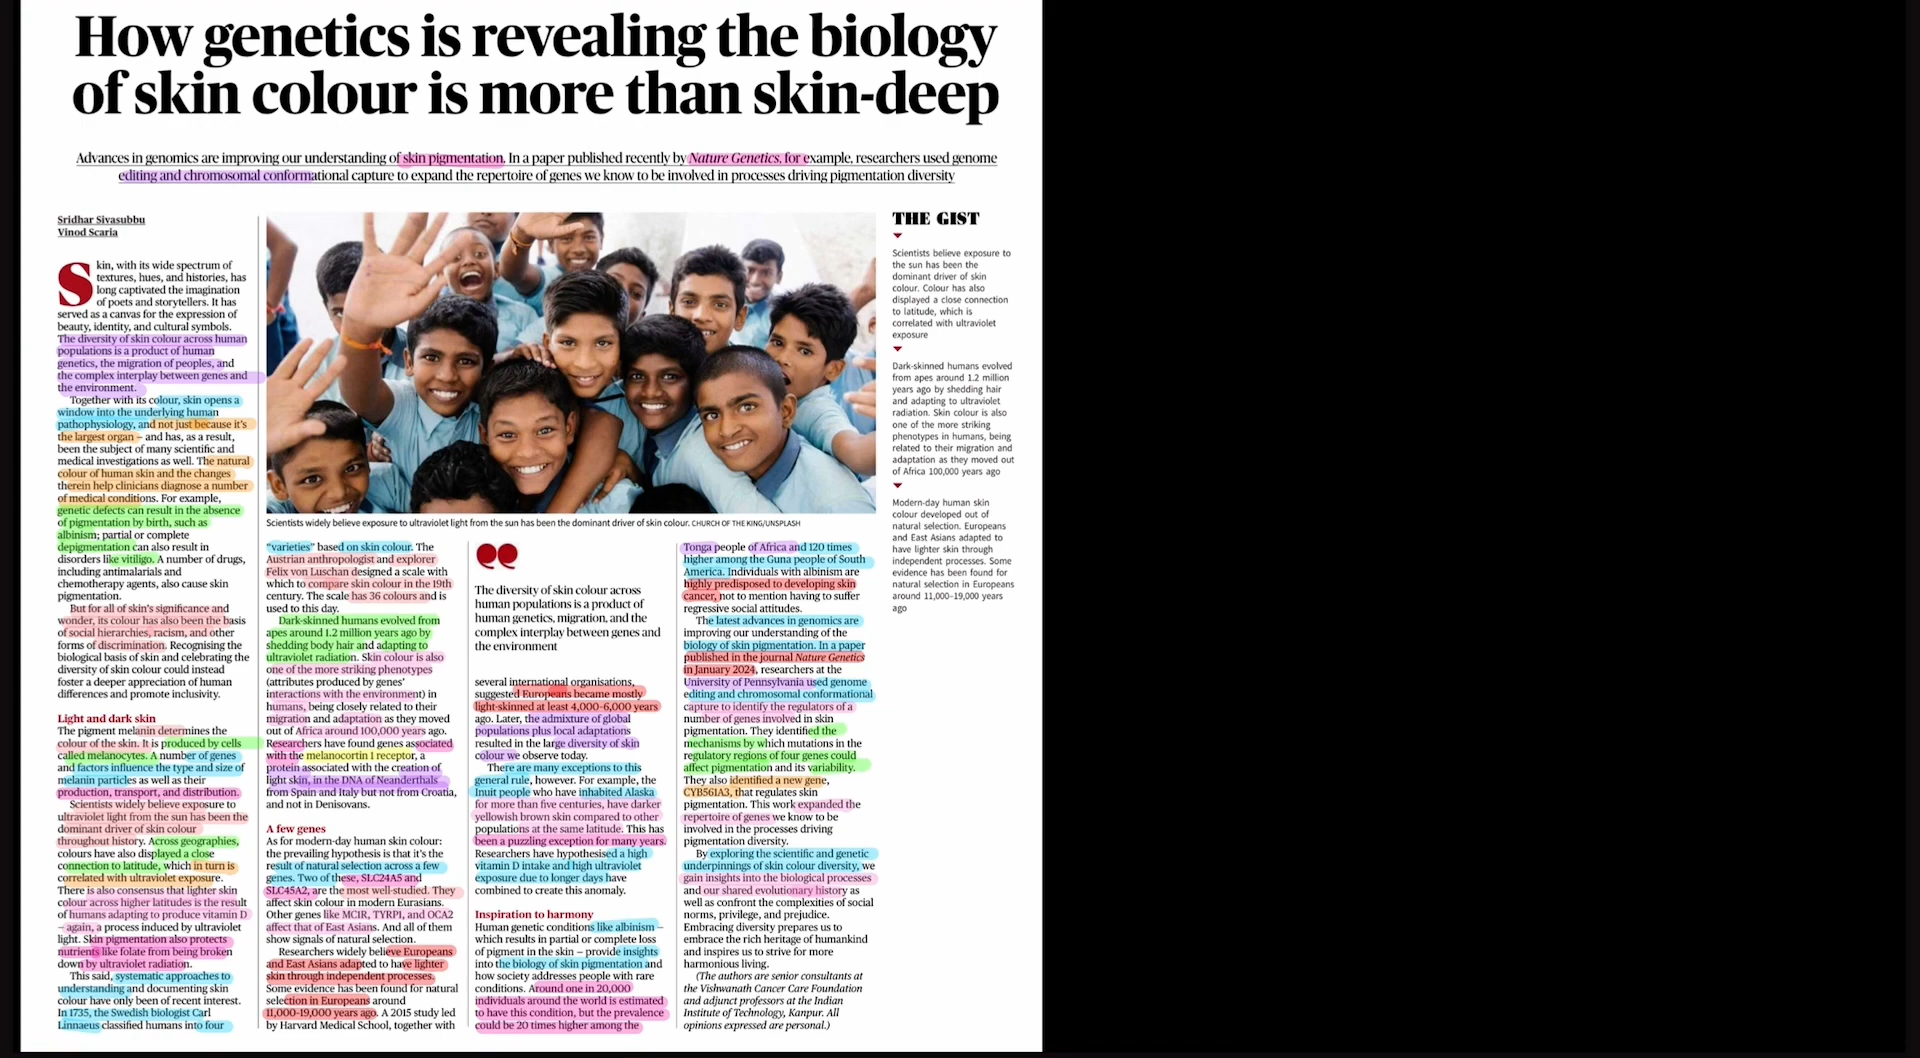 How genetics is revealing the biology
of skin colour is more than skin-deep
Advances in genomics are improving our understanding of skin pigmentation. In a paper published recently by Nature Genetics, for example, researchers used genome
editing and chromosomal conformational capture to expand the repertoire of genes we know to be involved in processes driving pigmentation diversity
Sridhar Sivasubbu
Vinod Scaria
Skin, with its wide spectrum of
textures, hues, and histories, has
long captivated the imagination
of poets and storytellers. It has
served as a canvas for the expression of
beauty, identity, and cultural symbols.
The diversity of skin colour across human
populations is a product of human
genetics, the migration of peoples, and
the complex interplay between genes and
the environment.
Together with its colour, skin opens a
window into the underlying human
pathophysiology, and not just because it's
the largest organ – and has, as a result,
been the subject of many scientific and
medical investigations as well. The natural
colour of human skin and the changes
therein help clinicians diagnose a number
of medical conditions. For example,
genetic defects can result in the absence
of pigmentation by birth, such as
albinism; partial or complete
depigmentation can also result in
disorders like vitiligo. A number of drugs,
including antimalarials and
chemotherapy agents, also cause skin
pigmentation.
But for all of skin's significance and
wonder, its colour has also been the basis
of social hierarchies, racism, and other
forms of discrimination. Recognising the
biological basis of skin and celebrating the
diversity of skin colour could instead
foster a deeper appreciation of human
differences and promote inclusivity.
Light and dark skin
The pigment melanin determines the
colour of the skin. It is produced by cells
called melanocytes. A number of genes
and factors influence the type and size of
melanin particles as well as their
production, transport, and distribution.
Scientists widely believe exposure to
ultraviolet light from the sun has been the
dominant driver of skin colour
throughout history. Across geographies,
colours have also displayed a close
connection to latitude, which in turn is
correlated with ultraviolet exposure.
There is also consensus that lighter skin
colour across higher latitudes is the result
of humans adapting to produce vitamin D
– again, a process induced by ultraviolet
light. Skin pigmentation also protects
nutrients like folate from being broken
down by ultraviolet radiation.
This said, systematic approaches to
understanding and documenting skin
colour have only been of recent interest.
In 1735, the Swedish biologist Carl
Linnaeus classified humans into four
Scientists widely believe exposure to ultraviolet light from the sun has been the dominant driver of skin colour. CHURCH OF THE KING/UNSPLASH
"varieties" based on skin colour. The
Austrian anthropologist and explorer
Felix von Luschan designed a scale with
which to compare skin colour in the 19th
century. The scale has 36 colours and is
used to this day.
Dark-skinned humans evolved from
apes around 1.2 million years ago by
shedding body hair and adapting to
ultraviolet radiation. Skin colour is also
one of the more striking phenotypes
(attributes produced by genes'
interactions with the environment) in
humans, being closely related to their
migration and adaptation as they moved
out of Africa around 100,000 years ago.
Researchers have found genes associated
with the melanocortin 1 receptor, a
protein associated with the creation of
light skin, in the DNA of Neanderthals
from Spain and Italy but not from Croatia,
and not in Denisovans.
A few genes
As for modern-day human skin colour:
the prevailing hypothesis is that it's the
result of natural selection across a few
genes. Two of these, SLC24A5 and
SLC45A2, are the most well-studied. They
affect skin colour in modern Eurasians.
Other genes like MC1R, TYRP1, and OCA2
affect that of East Asians. And all of them
show signals of natural selection.
Researchers widely believe Europeans
and East Asians adapted to have lighter
skin through independent processes.
Some evidence has been found for natural
selection in Europeans around
11,000-19,000 years ago. A 2015 study led
by Harvard Medical School, together with
The diversity of skin colour across
human populations is a product of
human genetics, migration, and the
complex interplay between genes and
the environment
several international organisations,
suggested Europeans became mostly
light-skinned at least 4,000-6,000 years
ago. Later, the admixture of global
populations plus local adaptations
resulted in the large diversity of skin
colour we observe today.
There are many exceptions to this
general rule, however. For example, the
Inuit people who have inhabited Alaska
for more than five centuries, have darker
yellowish brown skin compared to other
populations at the same latitude. This has
been a puzzling exception for many years.
Researchers have hypothesised a high
vitamin D intake and high ultraviolet
exposure due to longer days have
combined to create this anomaly.
Inspiration to harmony
Human genetic conditions like albinism –
which results in partial or complete loss
of pigment in the skin – provide insights
into the biology of skin pigmentation and
how society addresses people with rare
conditions. Around one in 20,000
individuals around the world is estimated
to have this condition, but the prevalence
could be 20 times higher among the
Tonga people of Africa and 120 times
higher among the Guna people of South
America. Individuals with albinism are
highly predisposed to developing skin
cancer, not to mention having to suffer
regressive social attitudes.
The latest advances in genomics are
improving our understanding of the
biology of skin pigmentation. In a paper
published in the journal Nature Genetics
in January 2024, researchers at the
University of Pennsylvania used genome
editing and chromosomal conformational
capture to identify the regulators of a
number of genes involved in skin
pigmentation. They identified the
mechanisms by which mutations in the
regulatory regions of four genes could
affect pigmentation and its variability.
They also identified a new gene,
CYB561A3, that regulates skin
pigmentation. This work expanded the
repertoire of genes we know to be
involved in the processes driving
pigmentation diversity.
By exploring the scientific and genetic
underpinnings of skin colour diversity, we
gain insights into the biological processes
and our shared evolutionary history as
well as confront the complexities of social
norms, privilege, and prejudice.
Embracing diversity prepares us to
embrace the rich heritage of humankind
and inspires us to strive for more
harmonious living.
(The authors are senior consultants at
the Vishwanath Cancer Care Foundation
and adjunct professors at the Indian
Institute of Technology, Kanpur. All
opinions expressed are personal.)
THE GIST
Scientists believe exposure to
the sun has been the
dominant driver of skin
colour. Colour has also
displayed a close connection
to latitude, which is
correlated with ultraviolet
exposure
Dark-skinned humans evolved
from apes around 1.2 million
years ago by shedding hair
and adapting to ultraviolet
radiation. Skin colour is also
one of the more striking
phenotypes in humans, being
related to their migration and
adaptation as they moved out
of Africa 100,000 years ago
Modern-day human skin
colour developed out of
natural selection. Europeans
and East Asians adapted to
have lighter skin through
independent processes. Some
evidence has been found for
natural selection in Europeans
around 11,000-19,000 years
ago